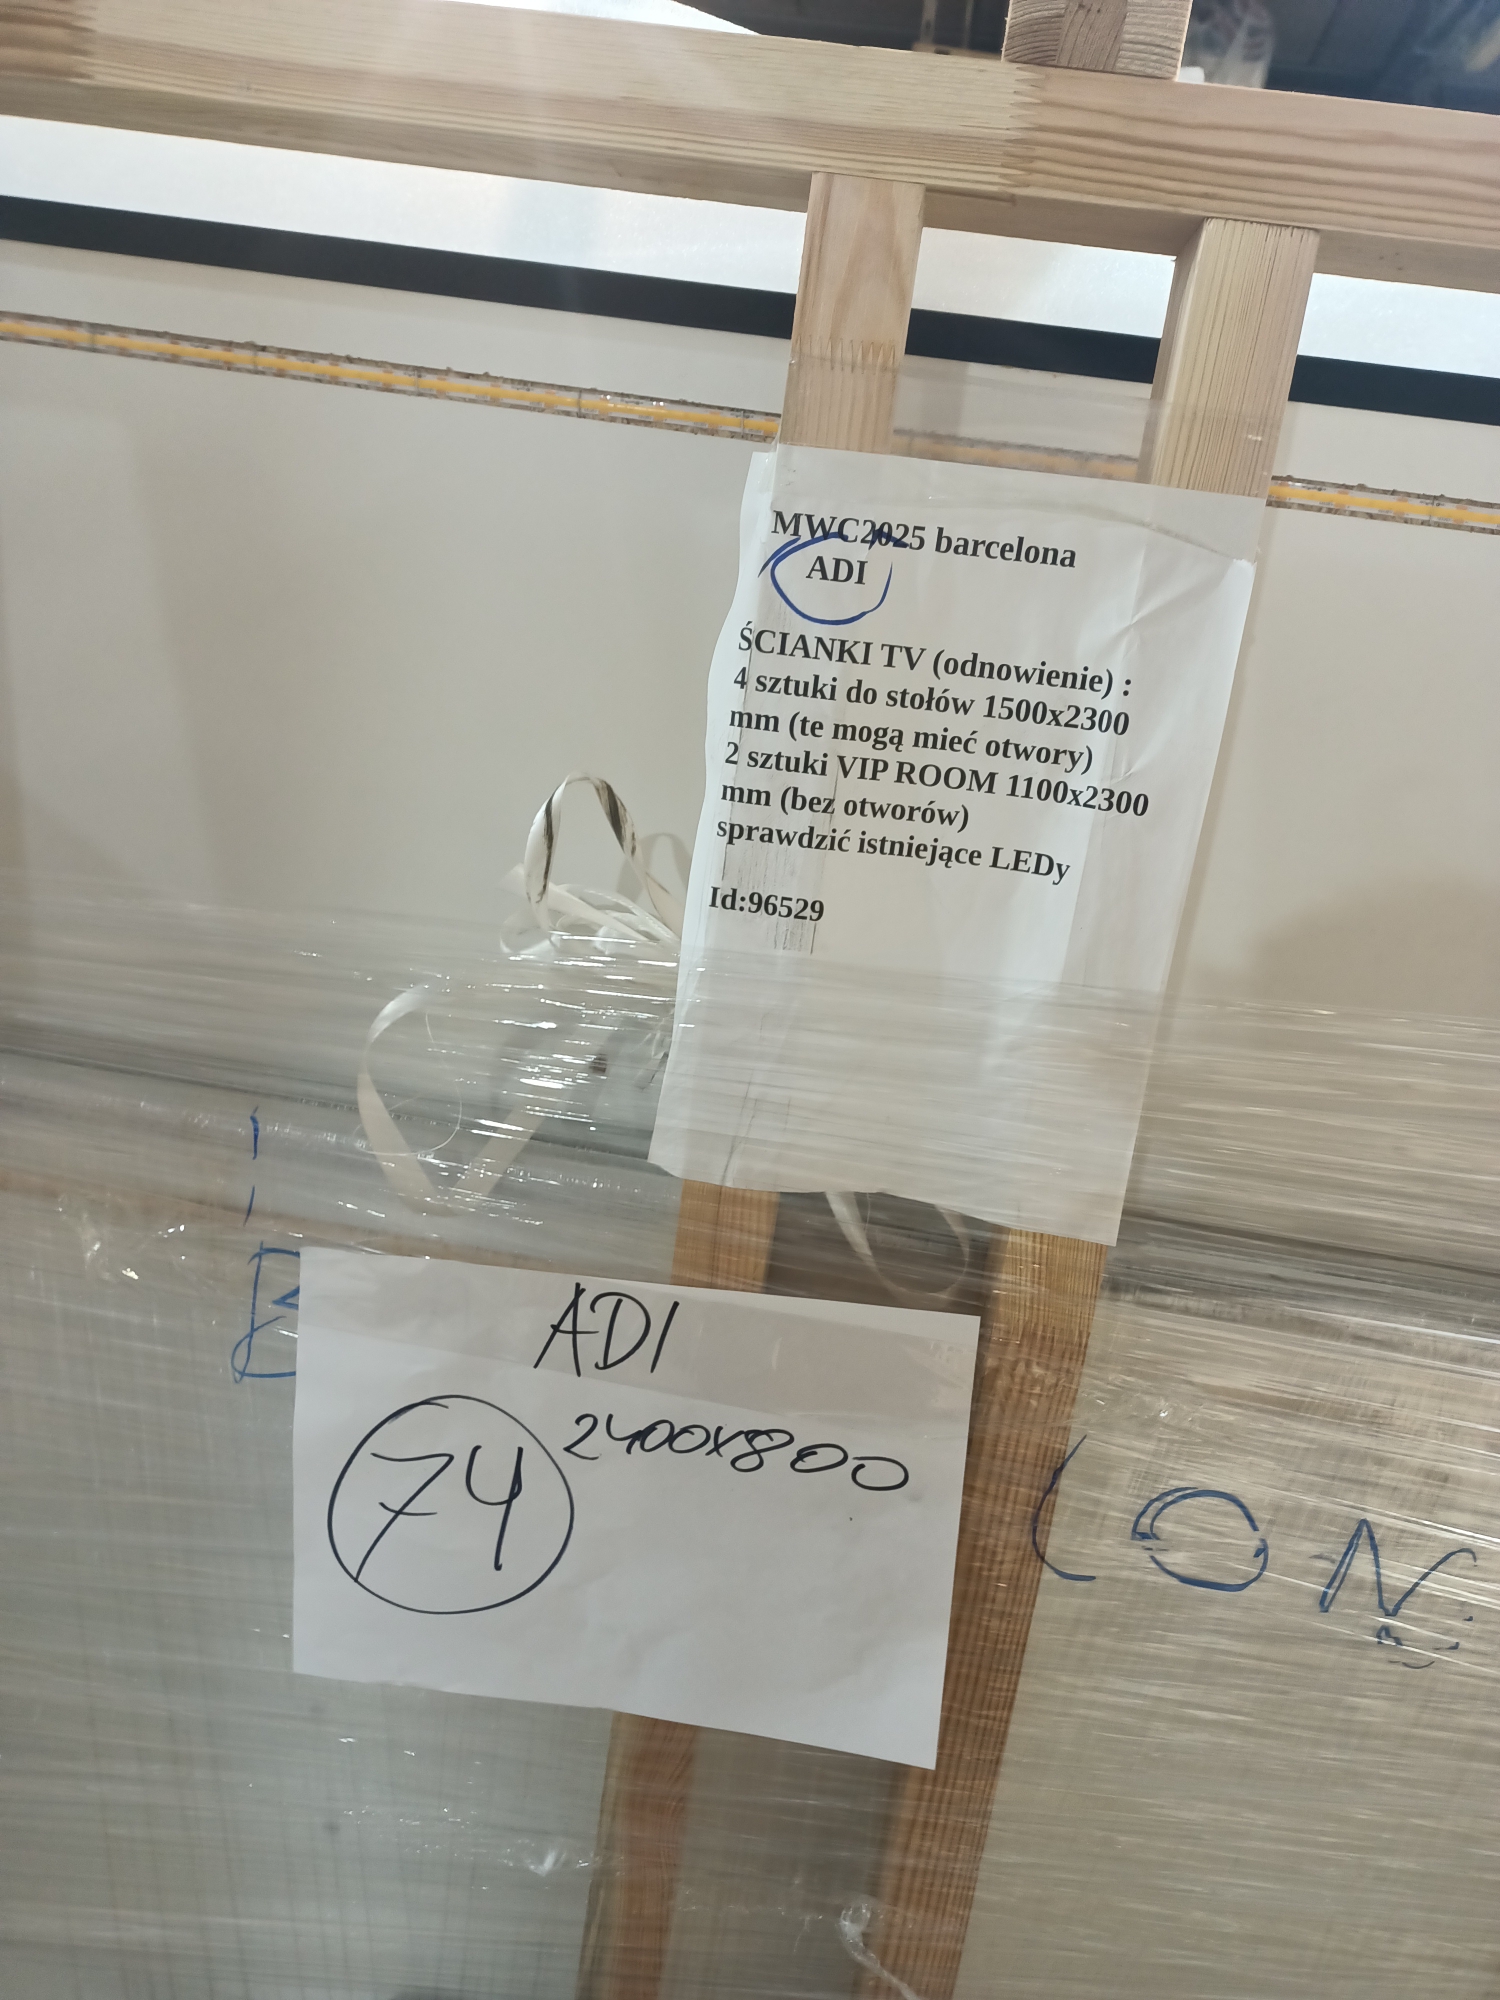 MWC2025 barcelona
ADI
ŚCIANKI TV (odnowienie) :
4 sztuki do stołów 1500x2300
mm (te mogą mieć otwory)
2 sztuki VIP ROOM 1100x2300
mm (bez otworów)
sprawdzić istniejące LEDy
Id:96529
ADI
74
2400x800